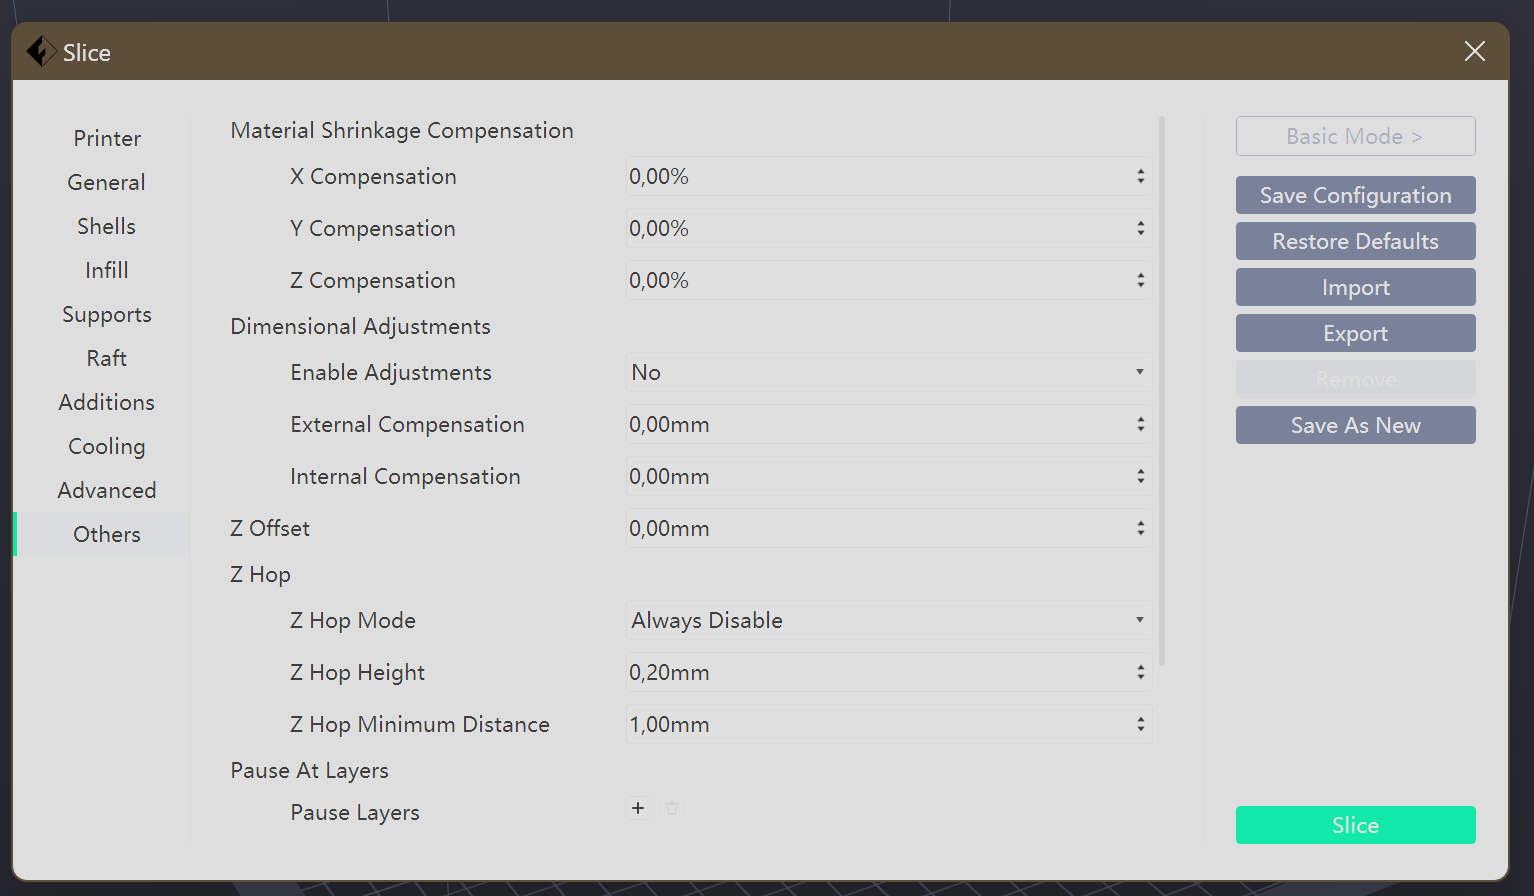 Slice
Printer
General
Shells
Infill
Supports
Raft
Additions
Cooling
Advanced
Others
Material Shrinkage Compensation
X Compensation 0,00%
Y Compensation 0,00%
Z Compensation 0,00%
Dimensional Adjustments
Enable Adjustments No
External Compensation 0,00mm
Internal Compensation 0,00mm
Z Offset 0,00mm
Z Hop
Z Hop Mode Always Disable
Z Hop Height 0,20mm
Z Hop Minimum Distance 1,00mm
Pause At Layers
Pause Layers +
Basic Mode >
Save Configuration
Restore Defaults
Import
Export
Remove
Save As New
Slice